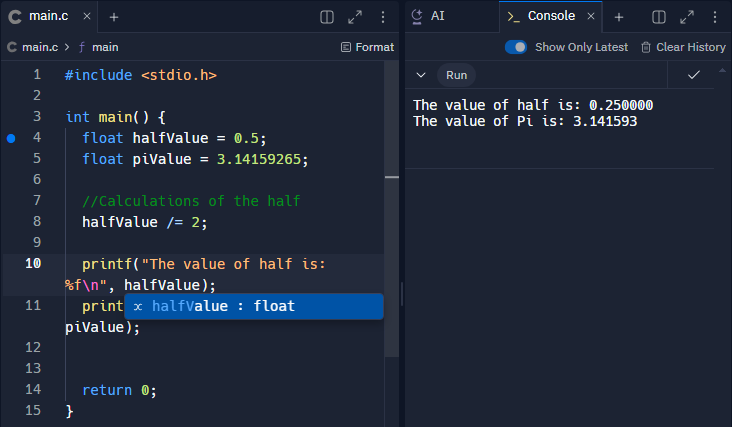 main.c
main.c > f main
Format
1 #include <stdio.h>
2
3 int main() {
4 float halfValue = 0.5;
5 float piValue = 3.14159265;
6
7 //Calculations of the half
8 halfValue /= 2;
9
10 printf("The value of half is:
%f\n", halfValue);
11 print
halfValue : float
piValue);
12
13
14 return 0;
15 }
AI
Console
Show Only Latest
Clear History
Run
The value of half is: 0.250000
The value of Pi is: 3.141593